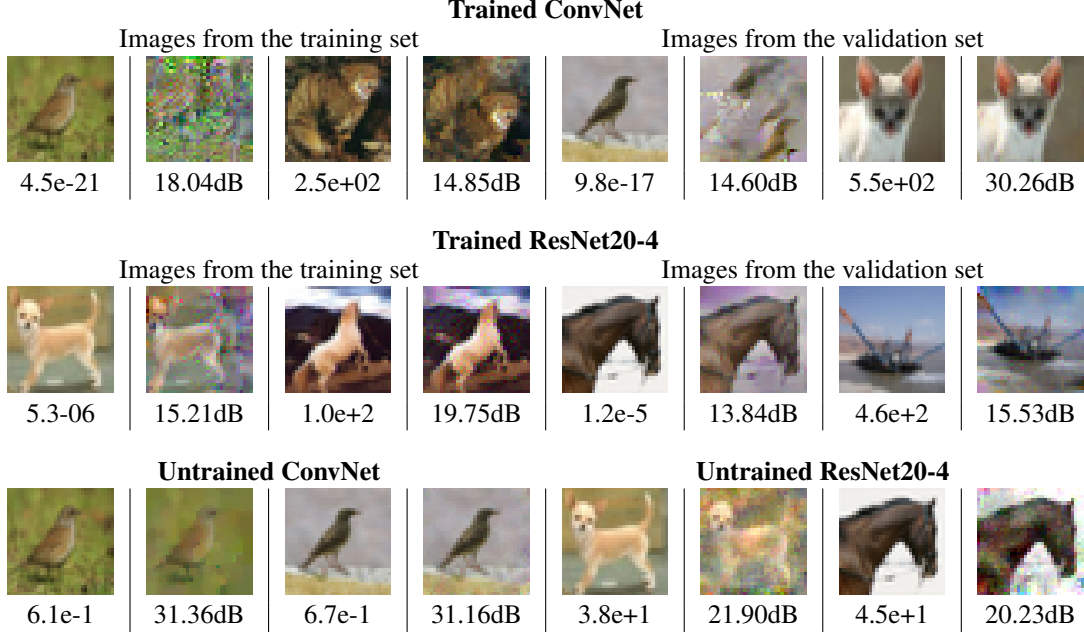 Trained ConvNet
Images from the training set Images from the validation set
4.5e-21 18.04dB 2.5e+02 14.85dB 9.8e-17 14.60dB 5.5e+02 30.26dB
Trained ResNet20-4
Images from the training set Images from the validation set
5.3-06 15.21dB 1.0e+2 19.75dB 1.2e-5 13.84dB 4.6e+2 15.53dB
Untrained ConvNet Untrained ResNet20-4
6.1e-1 31.36dB 6.7e-1 31.16dB 3.8e+1 21.90dB 4.5e+1 20.23dB